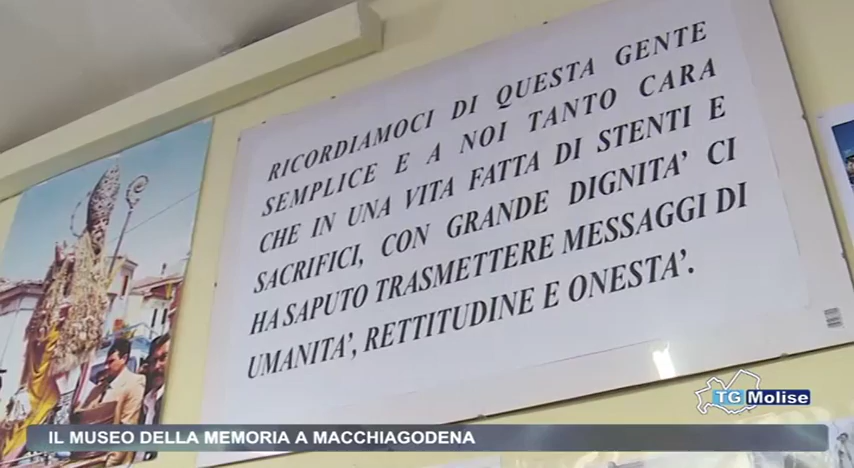 RICORDIAMOCI DI QUESTA GENTE
SEMPLICE E A NOI TANTO CARA
CHE IN UNA VITA FATTA DI STENTI E
SACRIFICI, CON GRANDE DIGNITA' CI
HA SAPUTO TRASMETTERE MESSAGGI DI
UMANITA', RETTITUDINE E ONESTA'.
TG Molise
IL MUSEO DELLA MEMORIA A MACCHIAGODENA